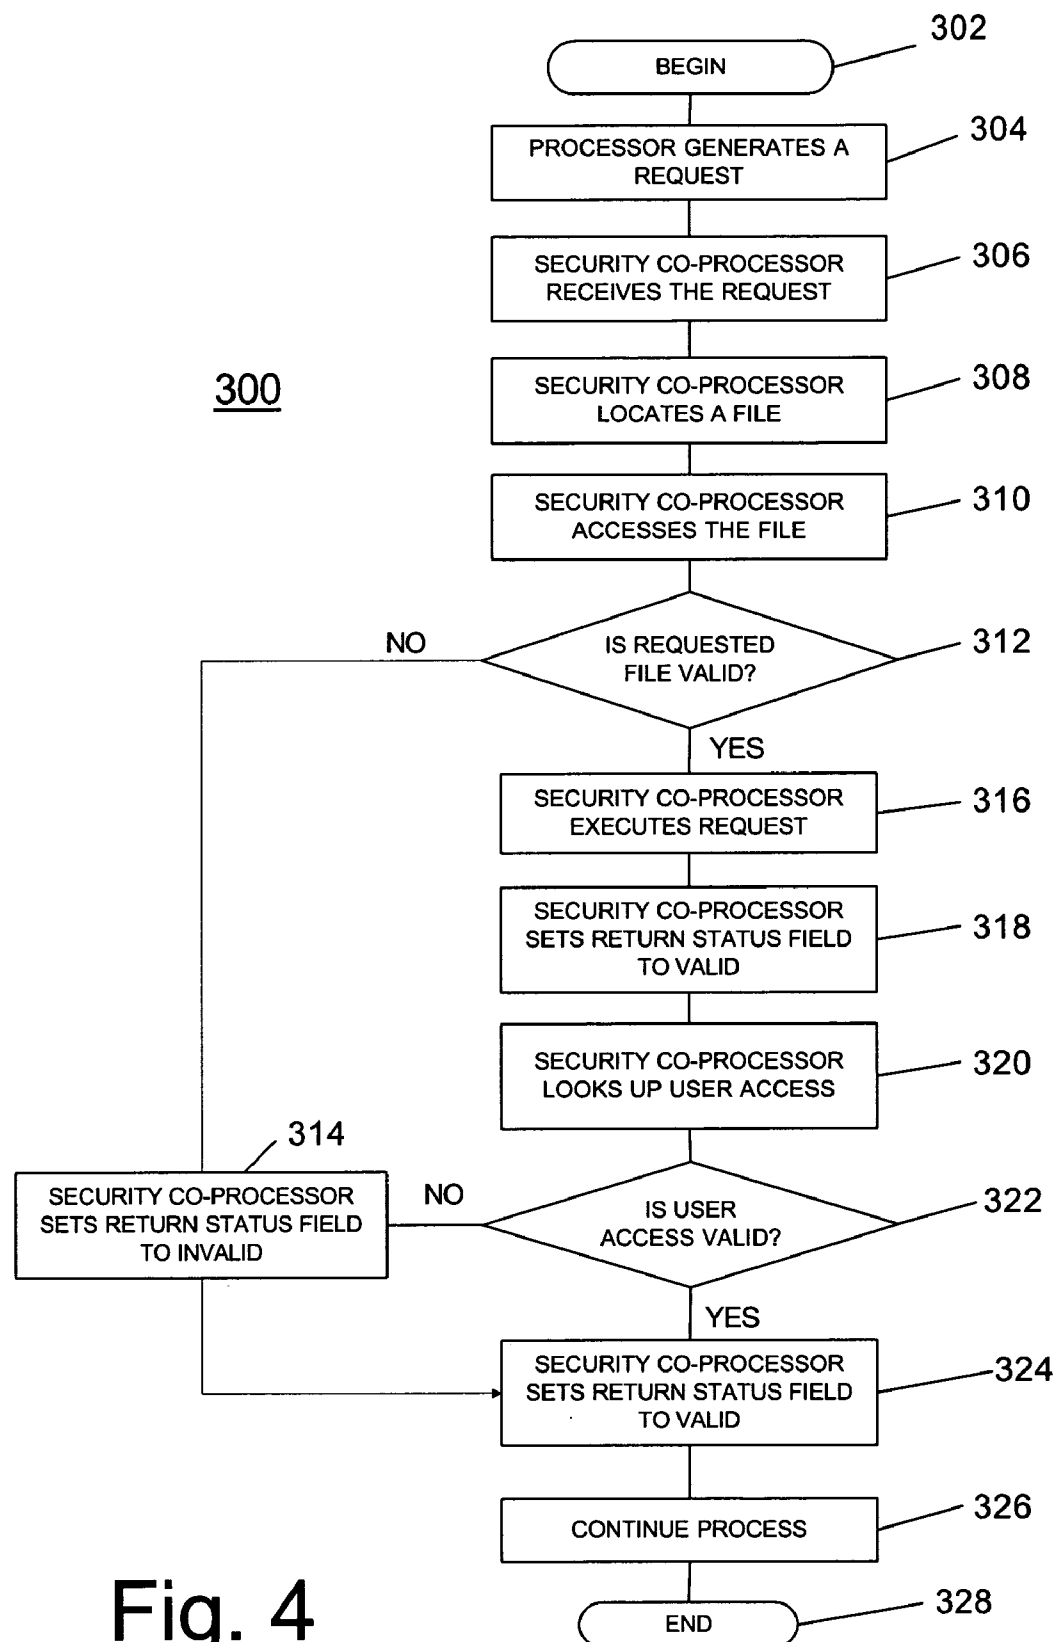 302
BEGIN
304
PROCESSOR GENERATES A
REQUEST
306
SECURITY CO-PROCESSOR
RECEIVES THE REQUEST
300
308
SECURITY CO-PROCESSOR
LOCATES A FILE
310
SECURITY CO-PROCESSOR
ACCESSES THE FILE
NO
IS REQUESTED
FILE VALID?
312
YES
SECURITY CO-PROCESSOR
EXECUTES REQUEST
316
SECURITY CO-PROCESSOR
SETS RETURN STATUS FIELD
TO VALID
318
SECURITY CO-PROCESSOR
LOOKS UP USER ACCESS
320
314
SECURITY CO-PROCESSOR
SETS RETURN STATUS FIELD
TO INVALID
NO
IS USER
ACCESS VALID?
322
YES
SECURITY CO-PROCESSOR
SETS RETURN STATUS FIELD
TO VALID
324
CONTINUE PROCESS
326
Fig. 4
END
328